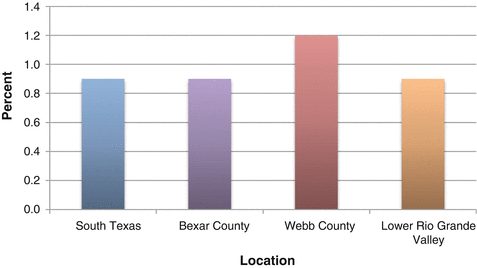 1.4
1.2
1.0
0.8
0.6
0.4
0.2
0.0
Percent
South Texas
Bexar County
Webb County
Lower Rio Grande
Valley
Location